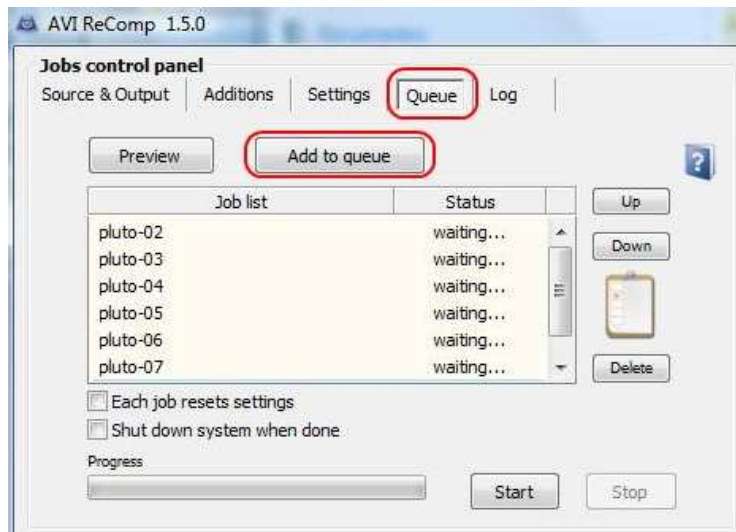 AVI ReComp 1.5.0
Jobs control panel
Source & Output Additions Settings Queue Log
Preview Add to queue
?
Job list Status Up
pluto-02 waiting...
Down
pluto-03 waiting...
pluto-04 waiting...
pluto-05 waiting...
pluto-06 waiting...
pluto-07 waiting... Delete
Each job resets settings
Shut down system when done
Progress
Start Stop